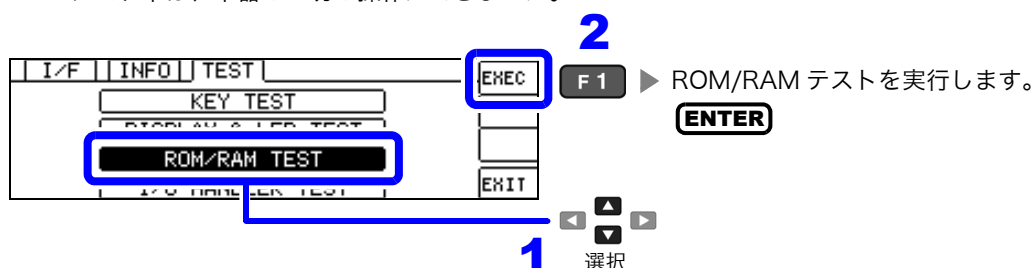 2
I/F INFO TEST
EXEC
F1 ▶ ROM/RAM テストを実行します。
KEY TEST
ENTER
ROM/RAM TEST
EXIT
1
選択